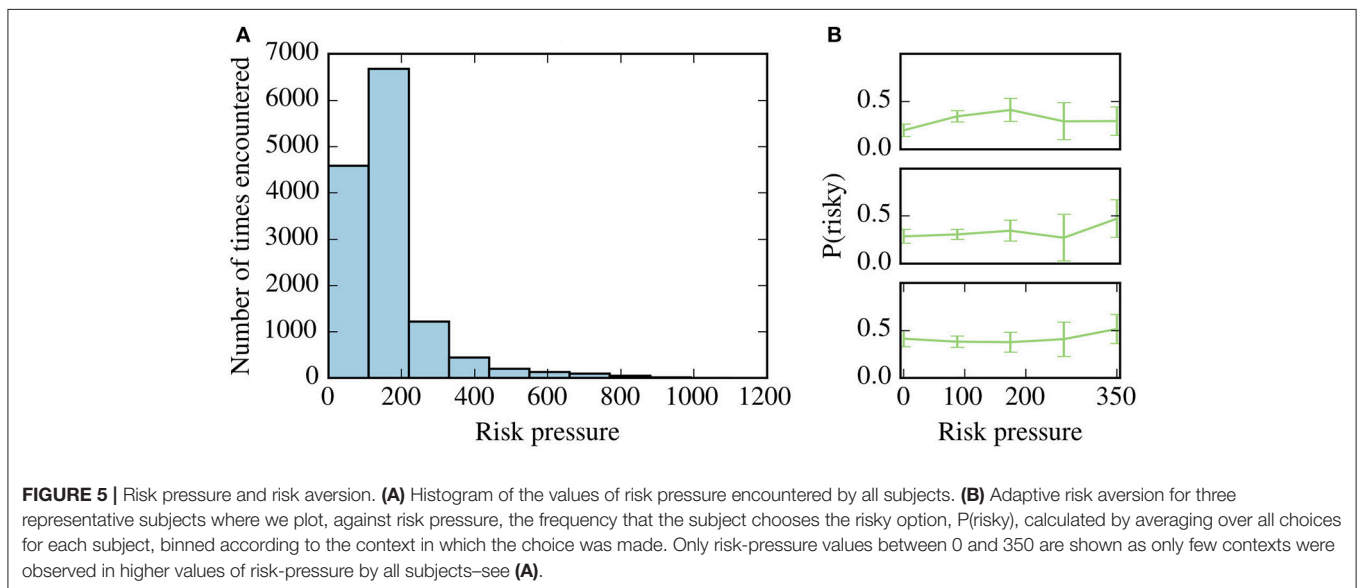 A
B
7000
6000
5000
4000
3000
2000
1000
0
Number of times encountered
0 200 400 600 800 1000 1200
Risk pressure
0.5
0.0
0.5
0.0
0.5
0.0
P(risky)
0 100 200 350
Risk pressure
FIGURE 5 | Risk pressure and risk aversion. (A) Histogram of the values of risk pressure encountered by all subjects. (B) Adaptive risk aversion for three
representative subjects where we plot, against risk pressure, the frequency that the subject chooses the risky option, P(risky), calculated by averaging over all choices
for each subject, binned according to the context in which the choice was made. Only risk-pressure values between 0 and 350 are shown as only few contexts were
observed in higher values of risk-pressure by all subjects–see (A).